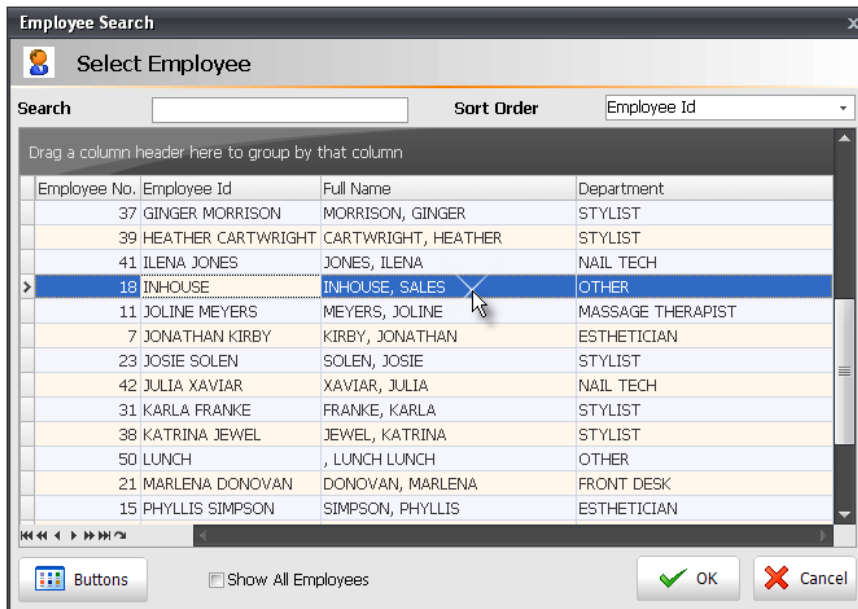 Employee Search
Select Employee
Search Sort Order Employee Id
Drag a column header here to group by that column
Employee No. Employee Id Full Name Department
37 GINGER MORRISON MORRISON, GINGER STYLIST
39 HEATHER CARTWRIGHT CARTWRIGHT, HEATHER STYLIST
41 ILENA JONES JONES, ILENA NAIL TECH
18 INHOUSE INHOUSE, SALES OTHER
11 JOLINE MEYERS MEYERS, JOLINE MASSAGE THERAPIST
7 JONATHAN KIRBY KIRBY, JONATHAN ESTHETICIAN
23 JOSIE SOLEN SOLEN, JOSIE STYLIST
42 JULIA XAVIAR XAVIAR, JULIA NAIL TECH
31 KARLA FRANKE FRANKE, KARLA STYLIST
38 KATRINA JEWEL JEWEL, KATRINA STYLIST
50 LUNCH , LUNCH LUNCH OTHER
21 MARLENA DONOVAN DONOVAN, MARLENA FRONT DESK
15 PHYLLIS SIMPSON SIMPSON, PHYLLIS ESTHETICIAN
Buttons Show All Employees OK Cancel